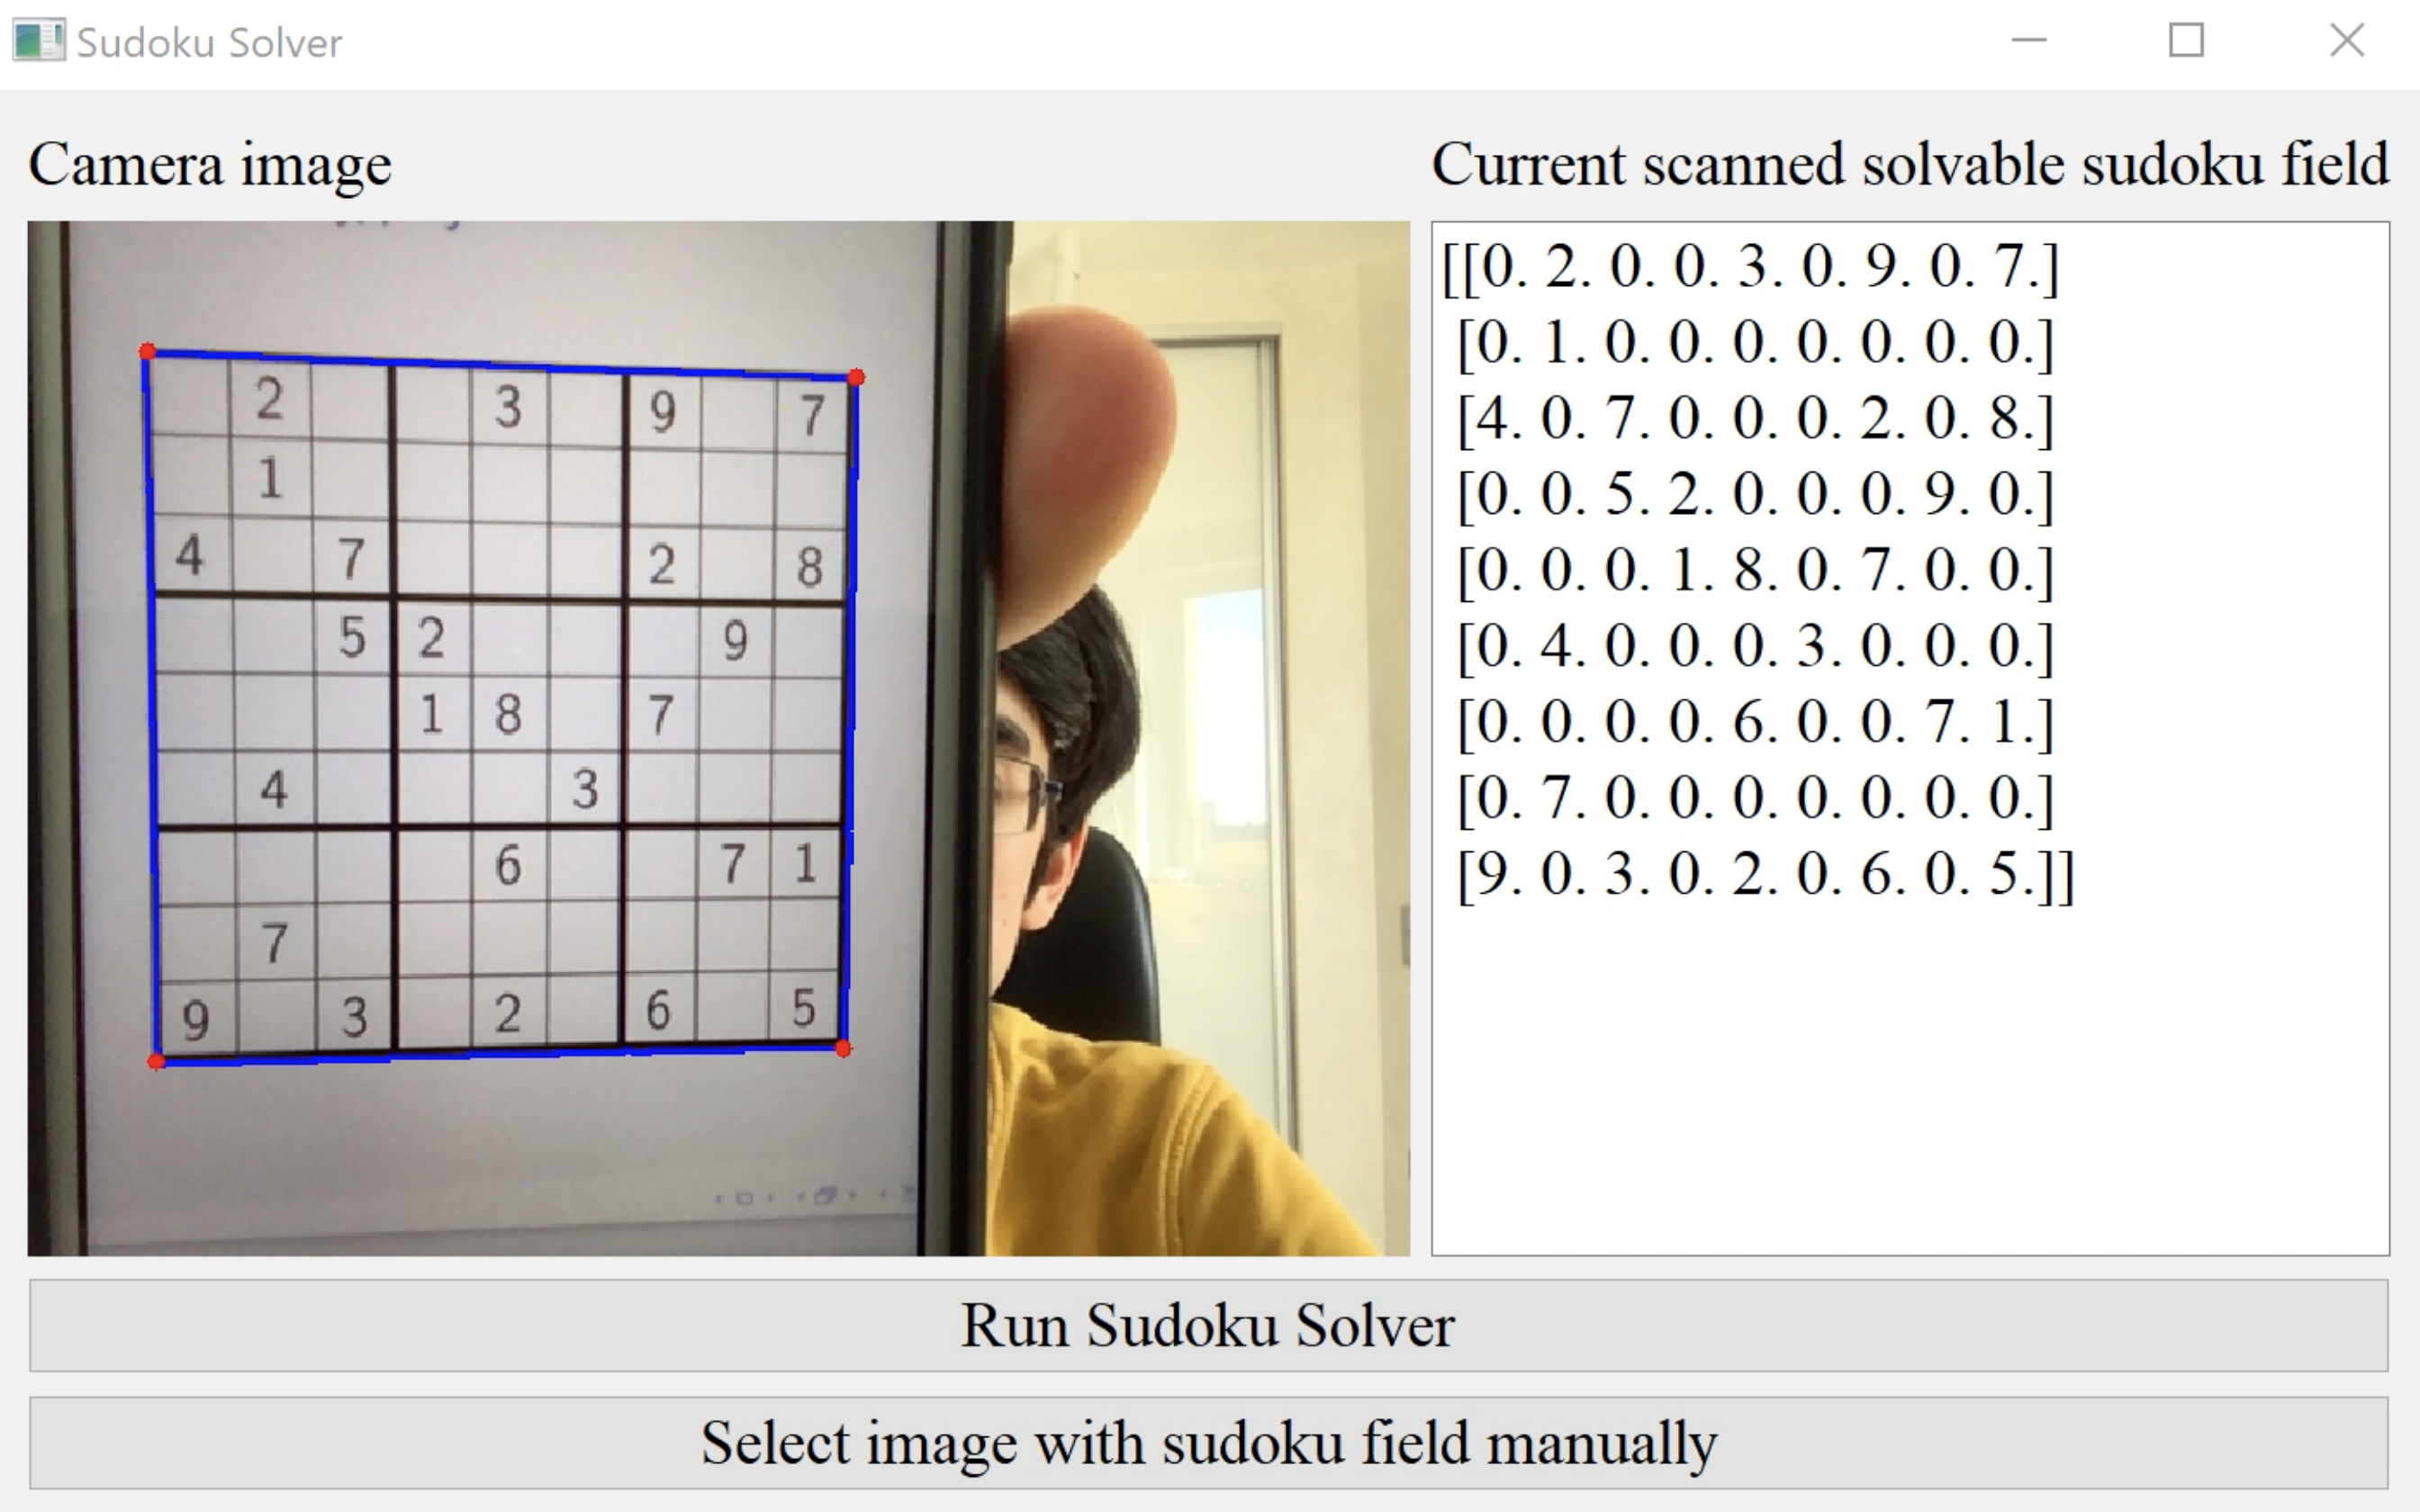 Sudoku Solver
Camera image
Current scanned solvable sudoku field
2 3 9 7
1
4 7 2 8
5 2 9
1 8 7
4 3
6 7 1
7
9 3 2 6 5
[[0. 2. 0. 0. 3. 0. 9. 0. 7.]
[0. 1. 0. 0. 0. 0. 0. 0. 0.]
[4. 0. 7. 0. 0. 0. 2. 0. 8.]
[0. 0. 5. 2. 0. 0. 0. 9. 0.]
[0. 0. 0. 1. 8. 0. 7. 0. 0.]
[0. 4. 0. 0. 0. 3. 0. 0. 0.]
[0. 0. 0. 0. 6. 0. 0. 7. 1.]
[0. 7. 0. 0. 0. 0. 0. 0. 0.]
[9. 0. 3. 0. 2. 0. 6. 0. 5.]]
Run Sudoku Solver
Select image with sudoku field manually